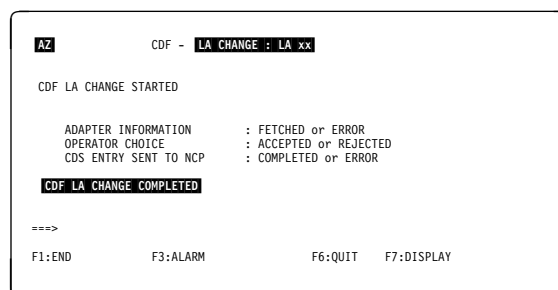 AZ CDF - LA CHANGE : LA xx
CDF LA CHANGE STARTED
ADAPTER INFORMATION : FETCHED or ERROR
OPERATOR CHOICE : ACCEPTED or REJECTED
CDS ENTRY SENT TO NCP : COMPLETED or ERROR
CDF LA CHANGE COMPLETED
===>
F1:END F3:ALARM F6:QUIT F7:DISPLAY